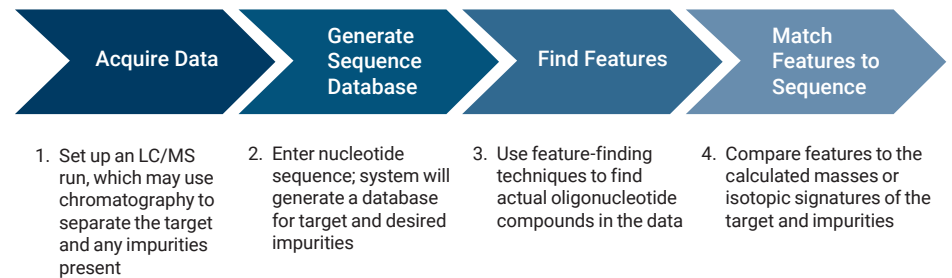 Acquire Data
Generate
Sequence
Database
Find Features
Match
Features to
Sequence
1. Set up an LC/MS
run, which may use
chromatography to
separate the target
and any impurities
present
2. Enter nucleotide
sequence; system will
generate a database
for target and desired
impurities
3. Use feature-finding
techniques to find
actual oligonucleotide
compounds in the data
4. Compare features to the
calculated masses or
isotopic signatures of the
target and impurities